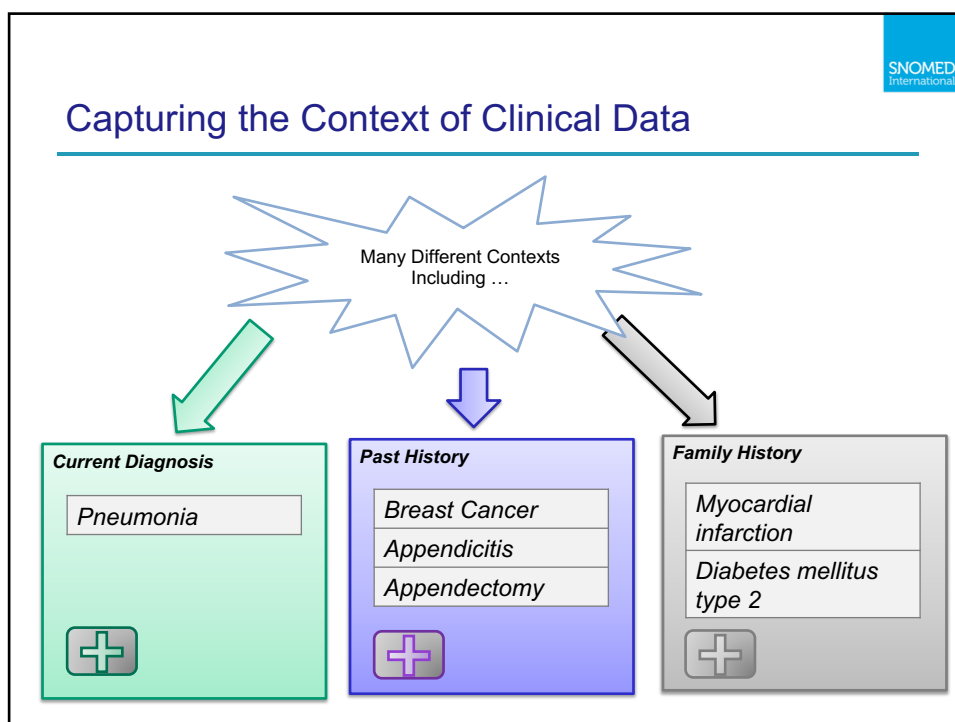 SNOMED
International
Capturing the Context of Clinical Data
Many Different Contexts
Including …
Current Diagnosis
Pneumonia
Past History
Breast Cancer
Appendicitis
Appendectomy
Family History
Myocardial
infarction
Diabetes mellitus
type 2